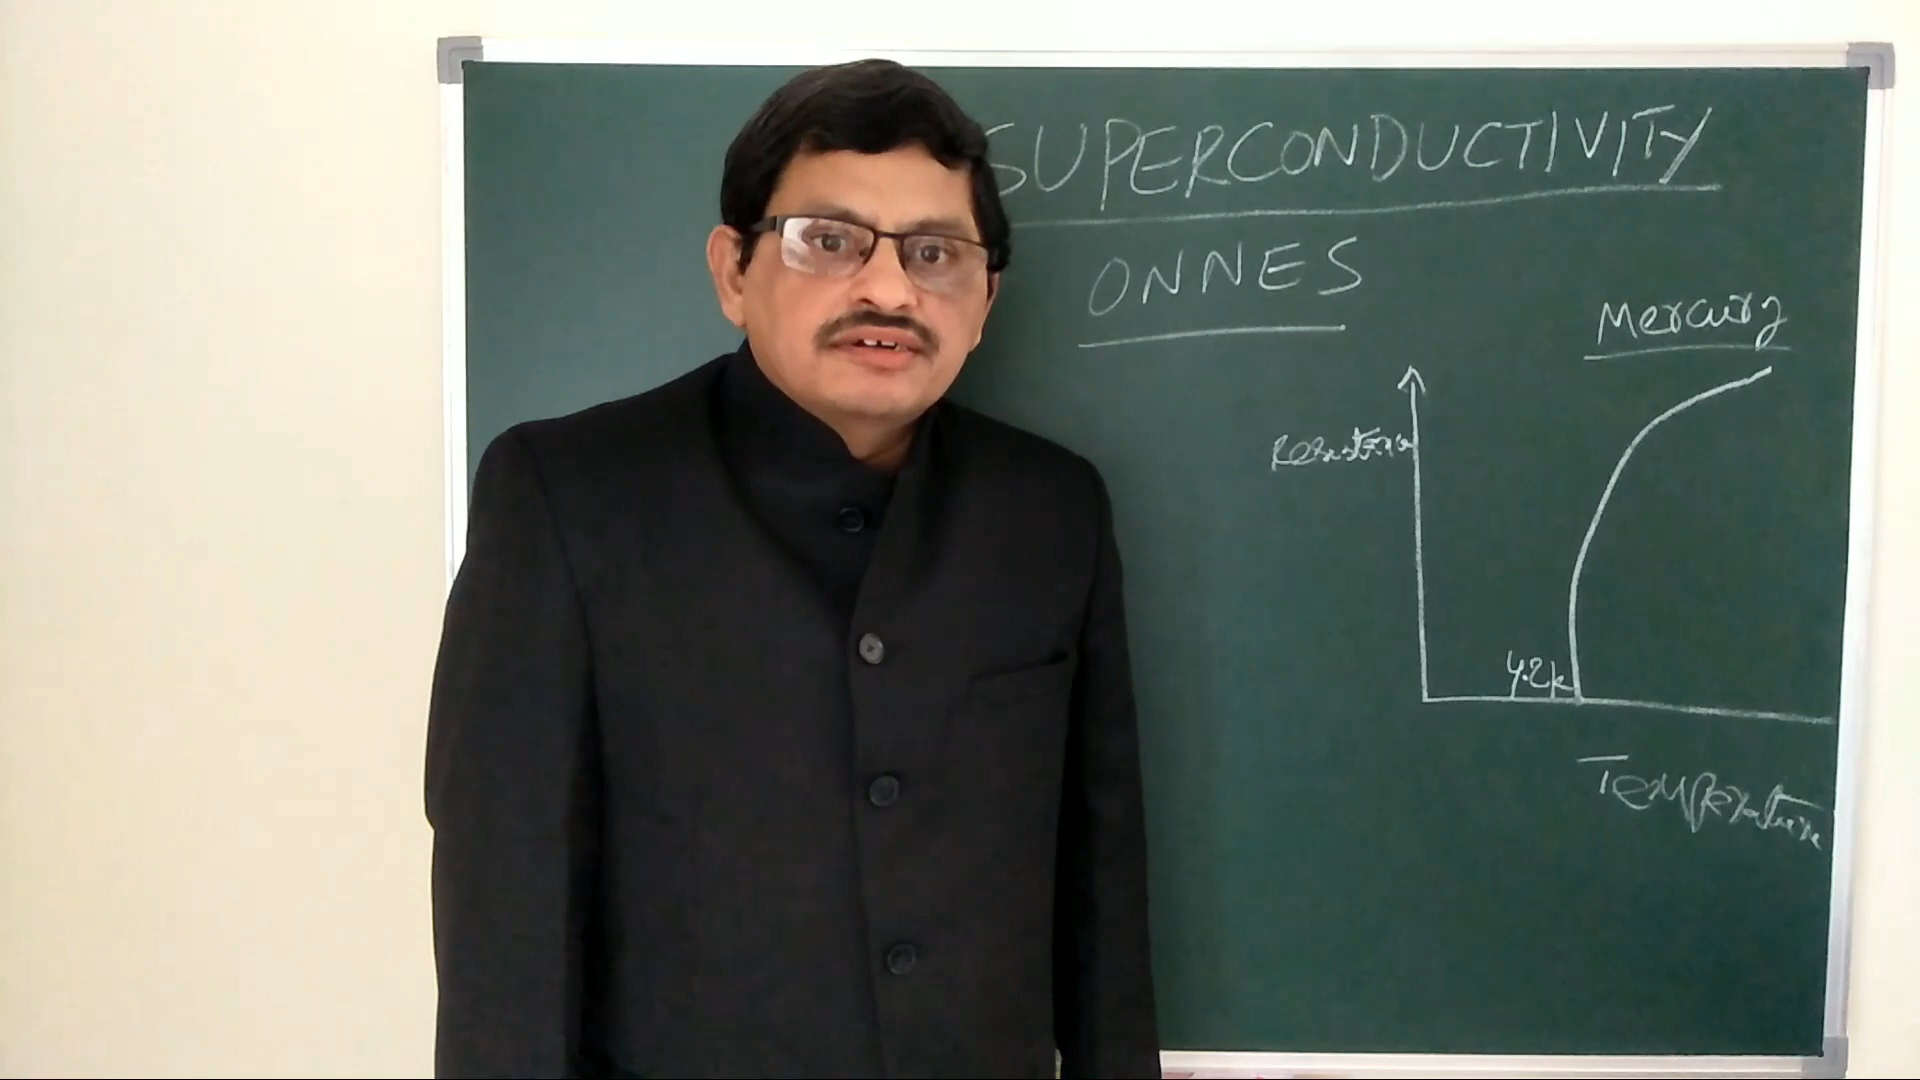 SUPERCONDUCTIVITY
ONNES
Mercury
Resistance
4.2k
Temperature